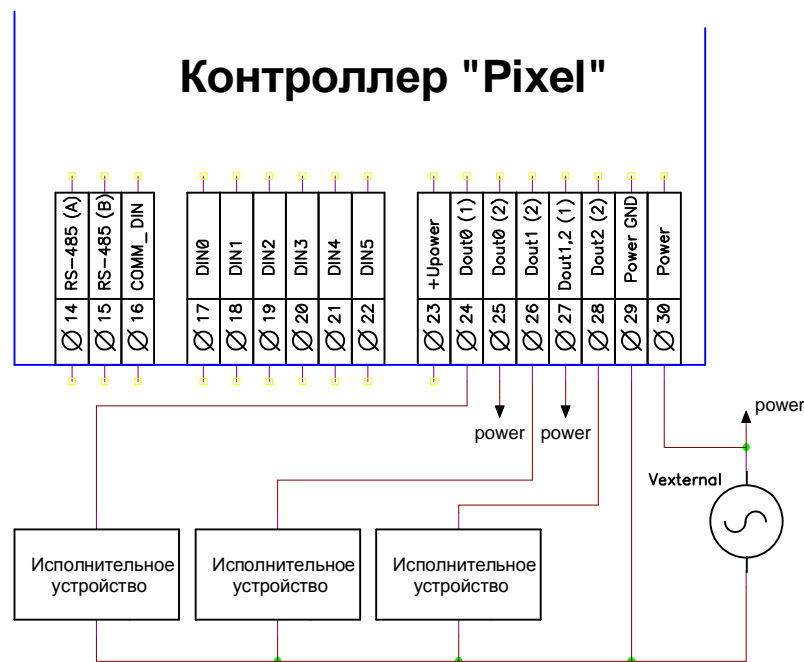 Контроллер "Pixel"
14 RS-485 (A)
15 RS-485 (B)
16 COMM_ DIN
17 DIN0
18 DIN1
19 DIN2
20 DIN3
21 DIN4
22 DIN5
23 +Upower
24 Dout0 (1)
25 Dout0 (2)
26 Dout1 (2)
27 Dout1,2 (1)
28 Dout2 (2)
29 Power GND
30 Power
power
power
power
Vexternal
Исполнительное
устройство
Исполнительное
устройство
Исполнительное
устройство